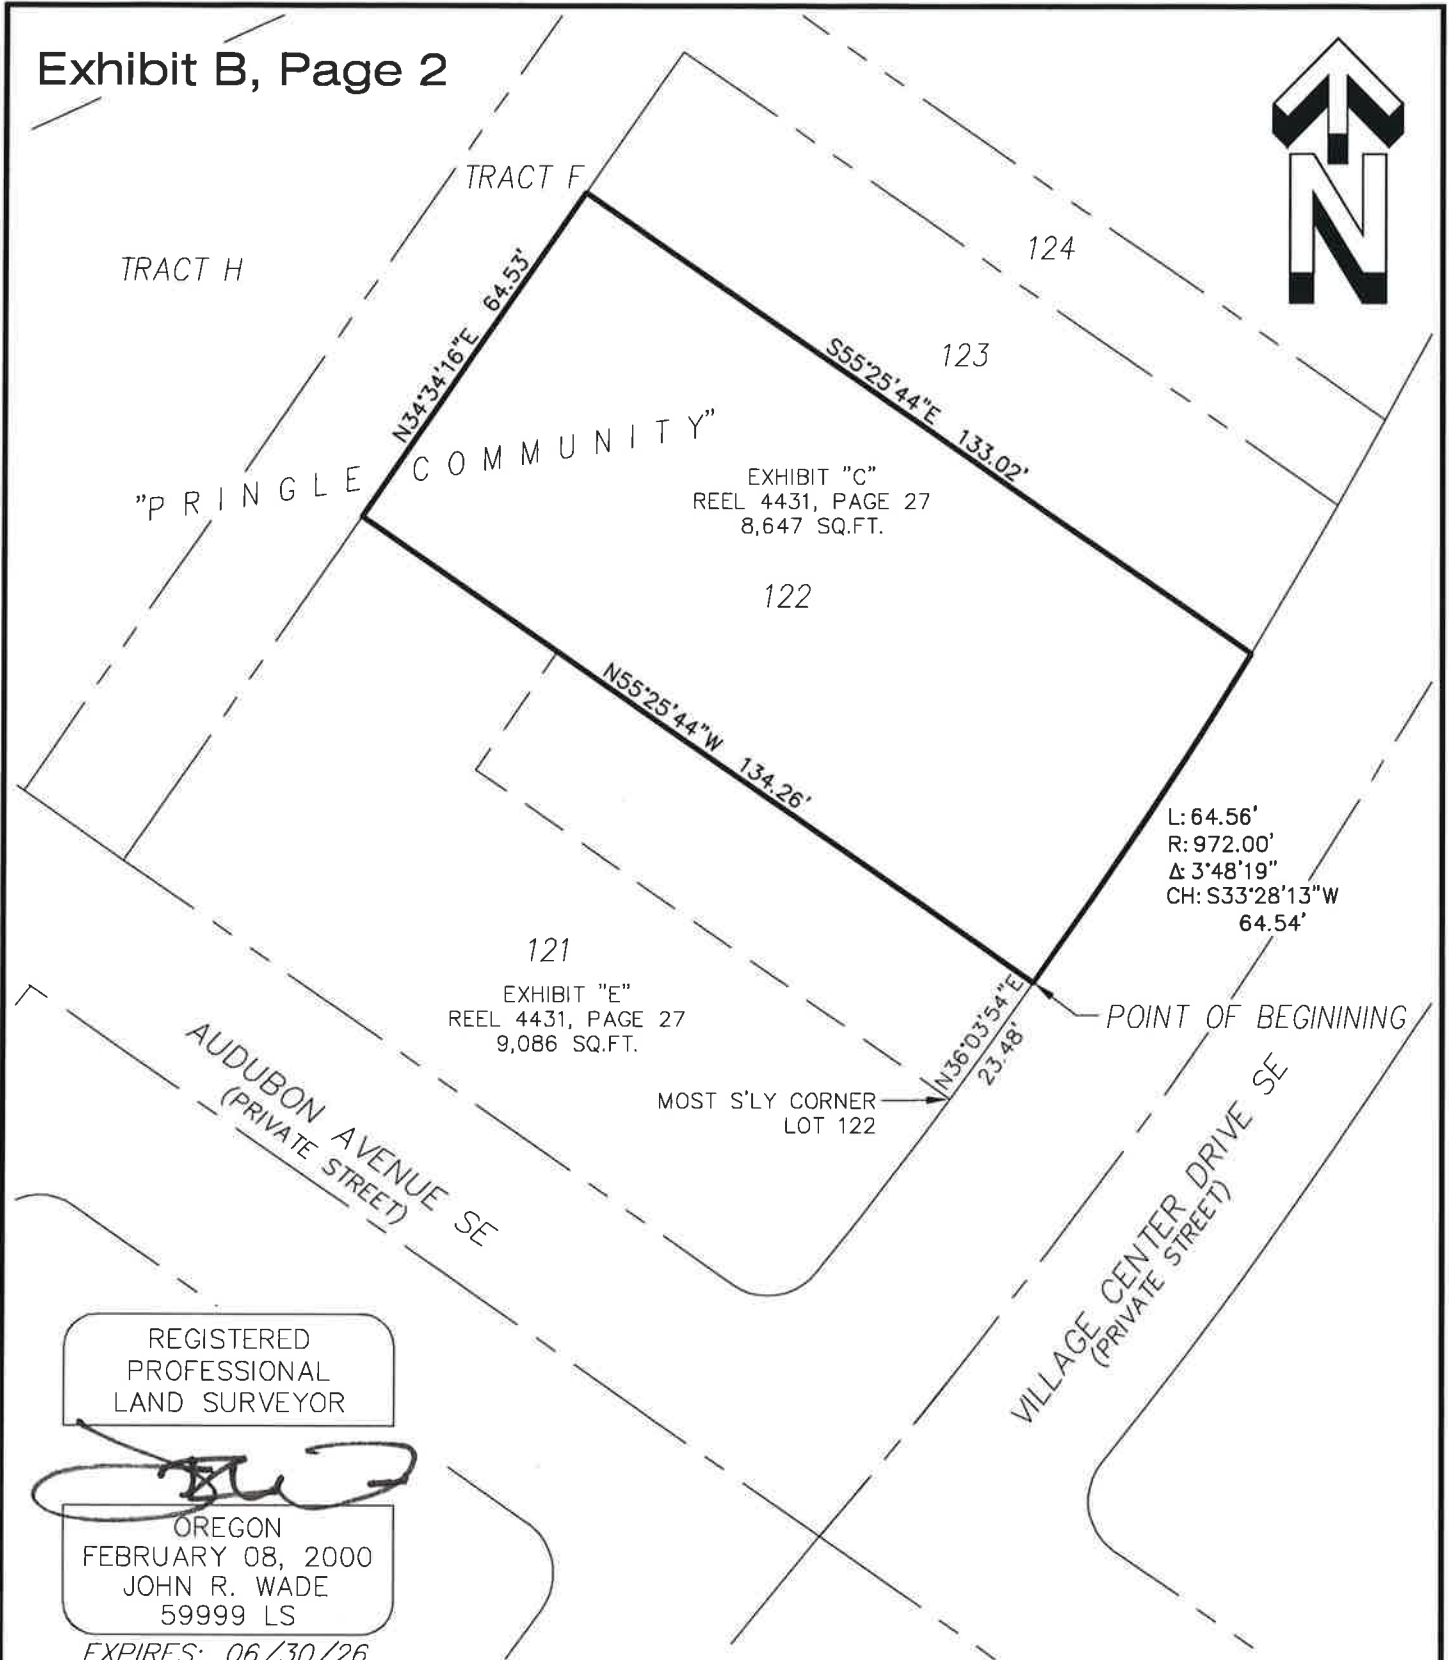 Exhibit B, Page 2
N
TRACT F
TRACT H
124
123
N34°34'16"E 64.53'
S55°25'44"E 133.02'
"PRINGLE COMMUNITY"
EXHIBIT "C"
REEL 4431, PAGE 27
8,647 SQ.FT.
122
N55°25'44"W 134.26'
L: 64.56'
R: 972.00'
Δ: 3°48'19"
CH: S33°28'13"W
64.54'
121
EXHIBIT "E"
REEL 4431, PAGE 27
9,086 SQ.FT.
N36°03'54"E
23.48'
POINT OF BEGININING
MOST S'LY CORNER
LOT 122
AUDUBON AVENUE SE
(PRIVATE STREET)
VILLAGE CENTER DRIVE SE
(PRIVATE STREET)
REGISTERED
PROFESSIONAL
LAND SURVEYOR
OREGON
FEBRUARY 08, 2000
JOHN R. WADE
59999 LS
EXPIRES: 06/30/26